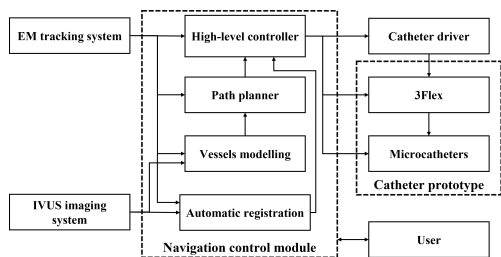 EM tracking system
High-level controller
Catheter driver
Path planner
3Flex
Vessels modelling
Microcatheters
Catheter prototype
IVUS imaging
system
Automatic registration
Navigation control module
User